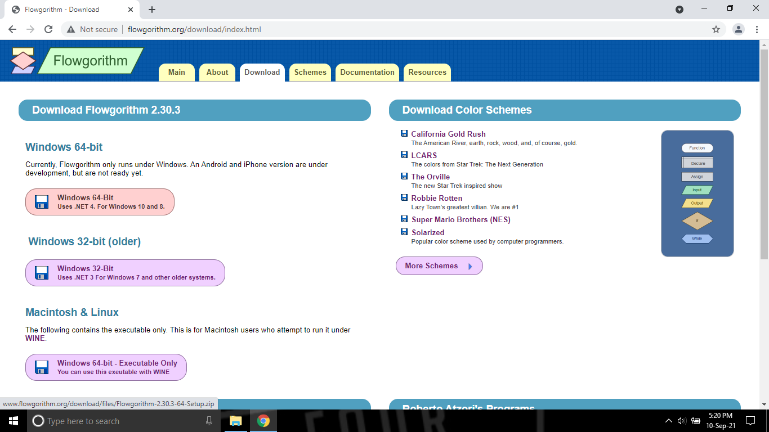 Flowgorithm - Download
Not secure | flowgorithm.org/download/index.html
Flowgorithm
Main
About
Download
Schemes
Documentation
Resources
Download Flowgorithm 2.30.3
Windows 64-bit
Currently, Flowgorithm only runs under Windows. An Android and iPhone version are under
development, but are not ready yet.
Windows 64-Bit
Uses .NET 4. For Windows 10 and 8.
Windows 32-bit (older)
Windows 32-Bit
Uses .NET 3 For Windows 7 and other older systems.
Macintosh & Linux
The following contains the executable only. This is for Macintosh users who attempt to run it under
WINE.
Windows 64-bit - Executable Only
You can use this exeutable with WINE
Download Color Schemes
California Gold Rush
The American River, earth, rock, wood, and, of course, gold.
LCARS
The colors from Star Trek: The Next Generation
The Orville
The new Star Trek inspired show.
Robbie Rotten
Lazy Town's greatest villian. We are #1
Super Mario Brothers (NES)
Solarized
Popular color scheme used by computer programmers.
More Schemes
Function
Declare
Assign
Input
Output
If
While
Roberto Atzori's Programs
www.flowgorithm.org/download/files/Flowgorithm-2.30.3-64-Setup.zip
Type here to search
5:20 PM
10-Sep-21